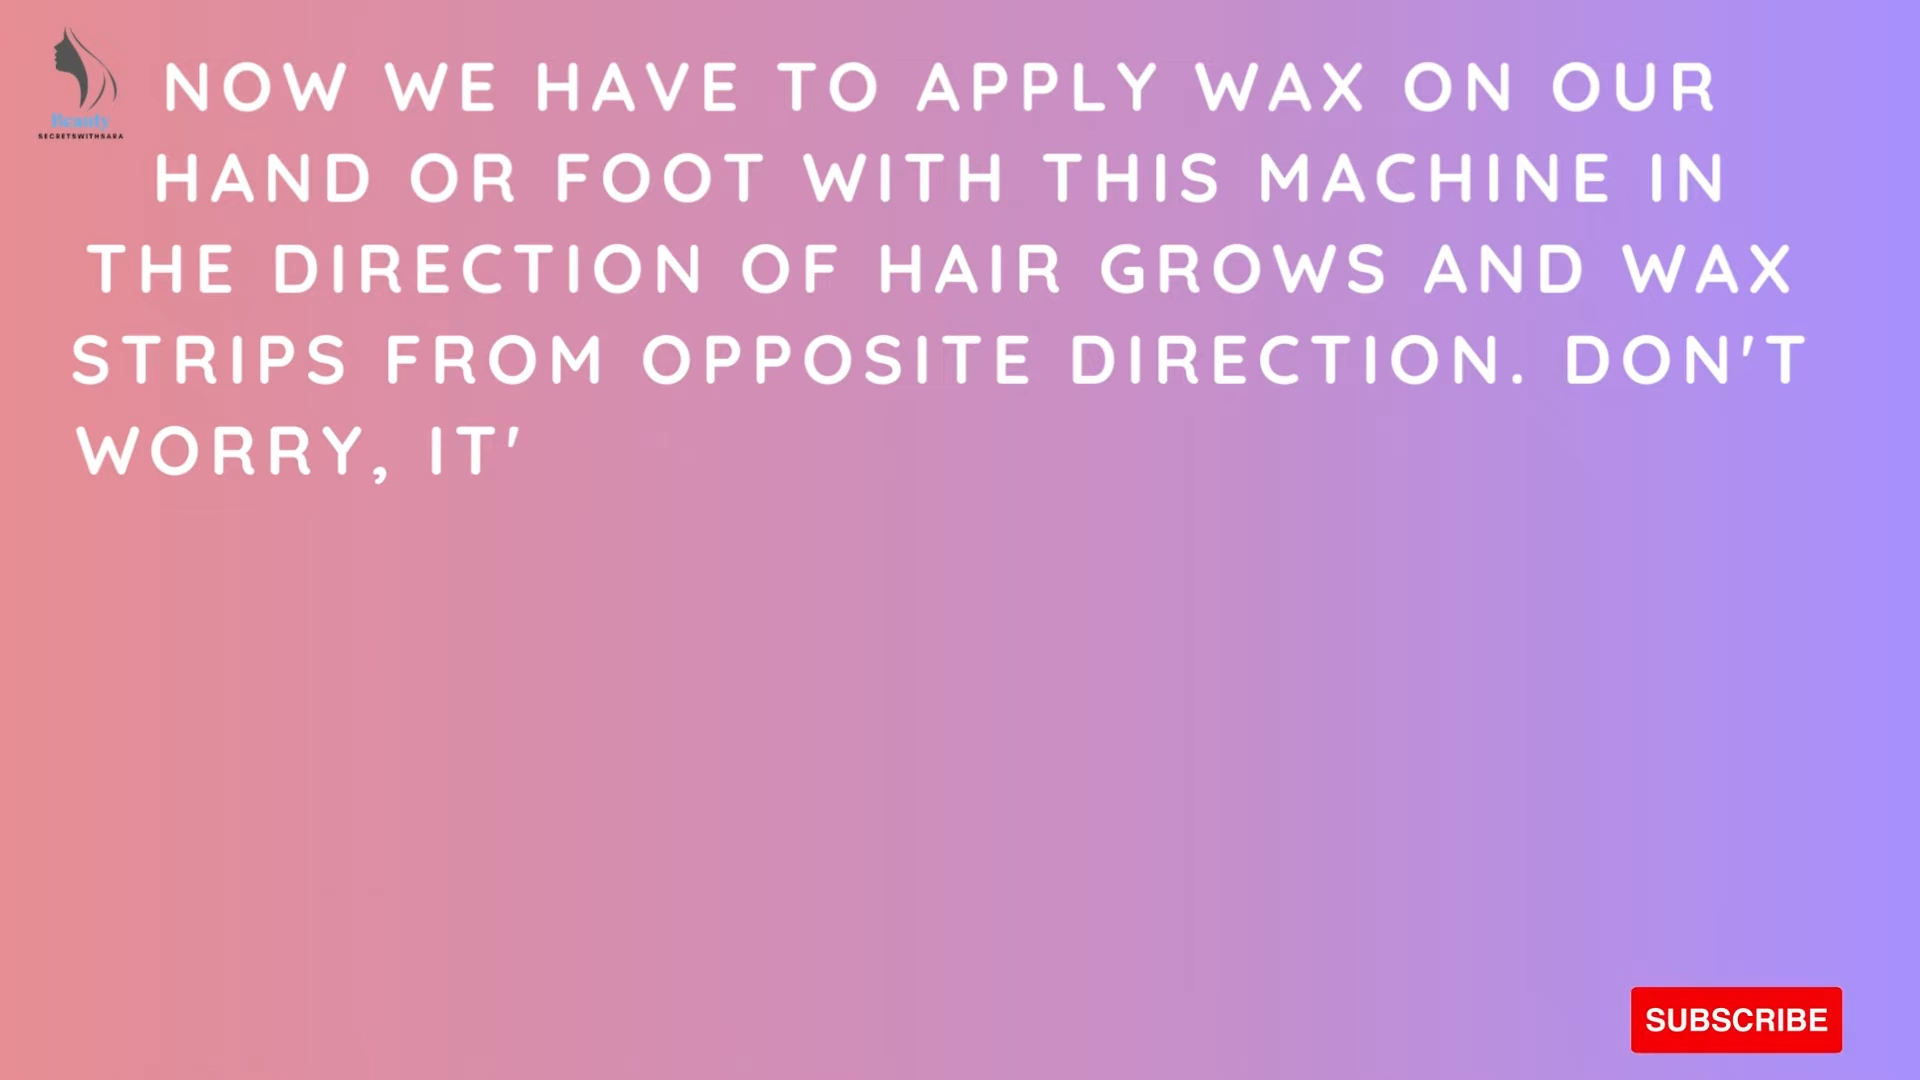 NOW WE HAVE TO APPLY WAX ON OUR
HAND OR FOOT WITH THIS MACHINE IN
THE DIRECTION OF HAIR GROWS AND WAX
STRIPS FROM OPPOSITE DIRECTION. DON'T
WORRY, IT'
Beauty
SECRETSWITHSARA
SUBSCRIBE